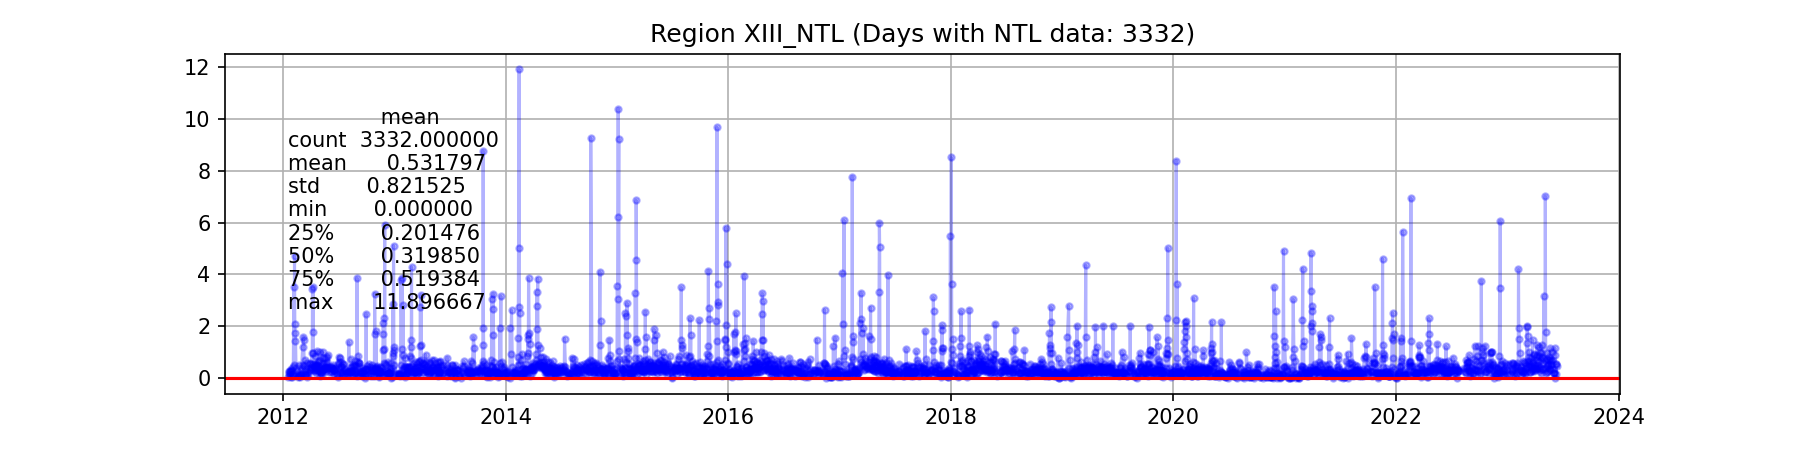 Region XIII_NTL (Days with NTL data: 3332)
12
10
8
6
4
2
0
mean
count 3332.000000
mean 0.531797
std 0.821525
min 0.000000
25% 0.201476
50% 0.319850
75% 0.519384
max 11.896667
2012 2014 2016 2018 2020 2022 2024